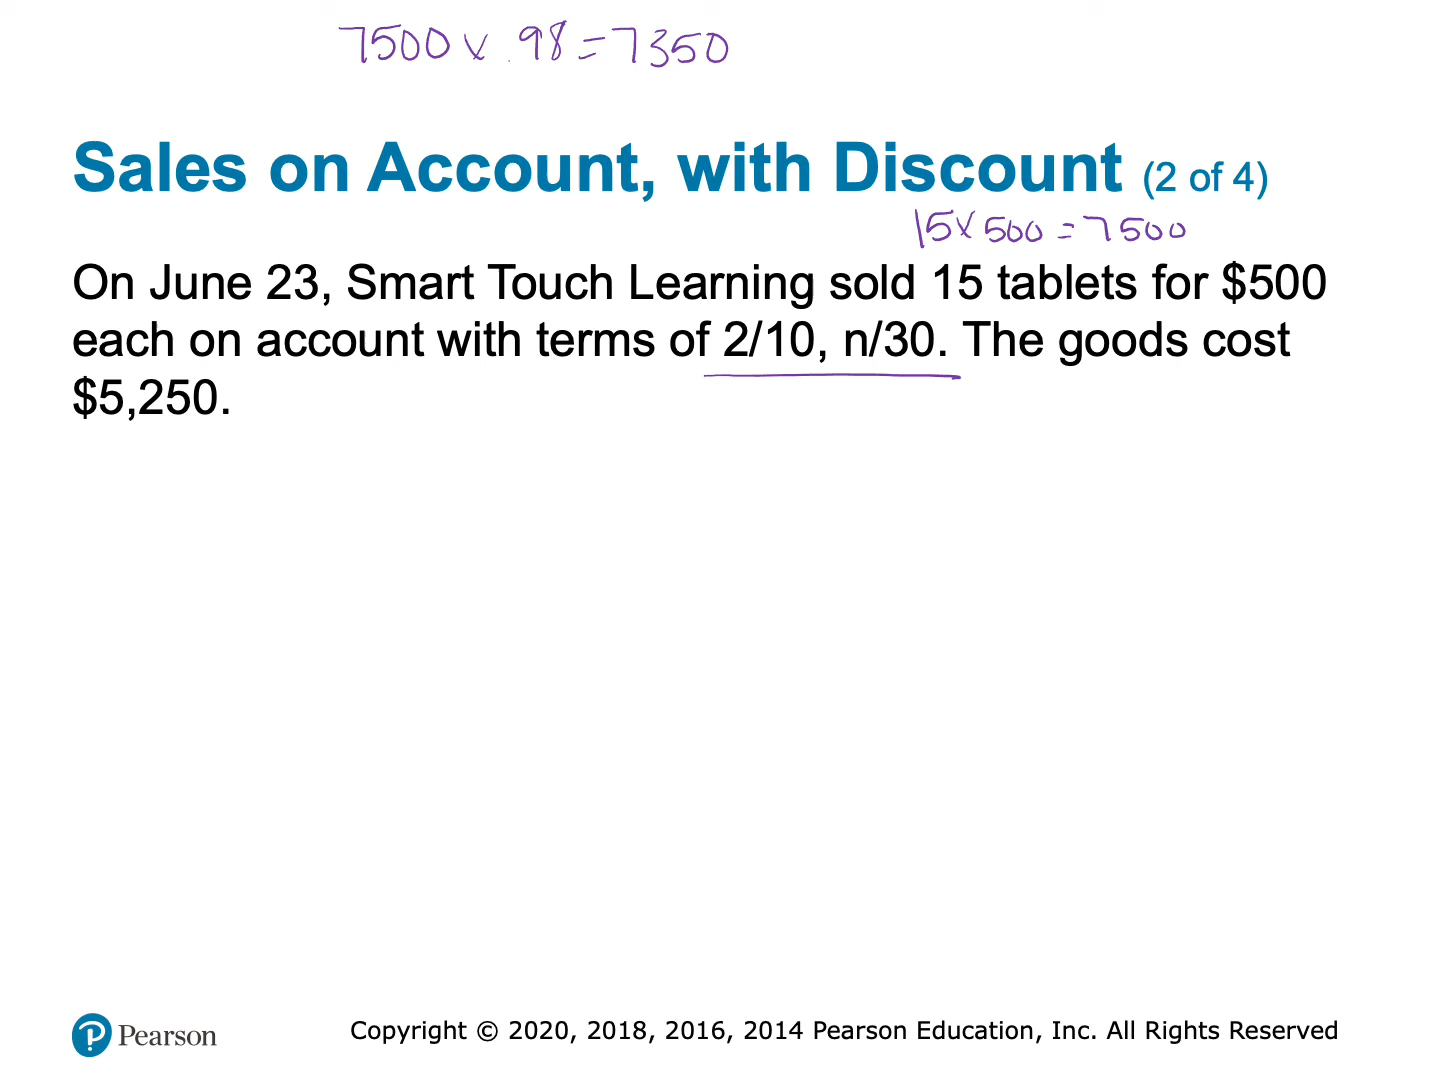 7500 x .98 = 7350
Sales on Account, with Discount (2 of 4)
15 x 500 = 7500
On June 23, Smart Touch Learning sold 15 tablets for $500
each on account with terms of 2/10, n/30. The goods cost
$5,250.
Pearson
Copyright © 2020, 2018, 2016, 2014 Pearson Education, Inc. All Rights Reserved